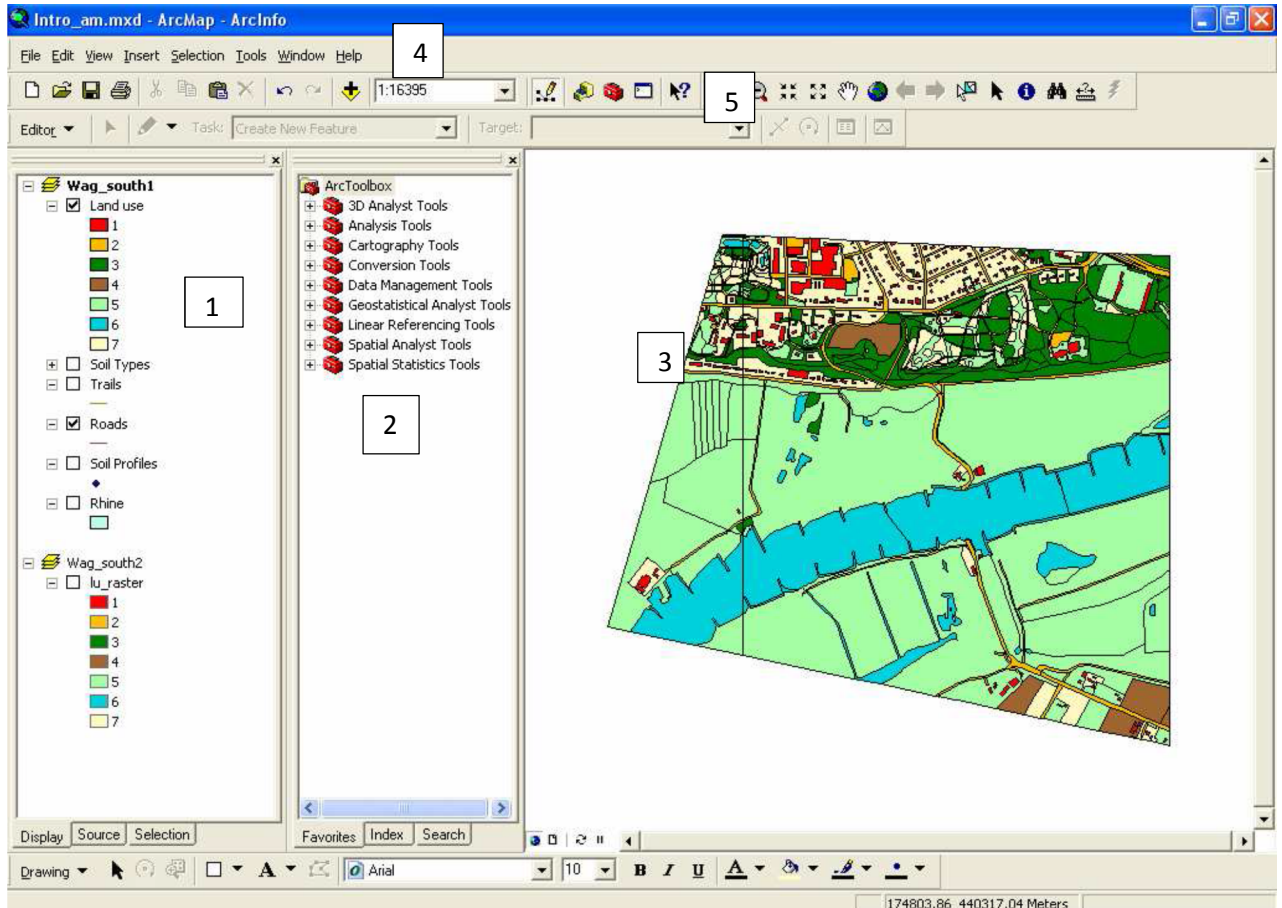 Intro_am.mxd - ArcMap - ArcInfo
File Edit View Insert Selection Tools Window Help
4
1:16395
5
Editor Task: Create New Feature Target:
Wag_south1
Land use
1
2
3
4
5
6
7
Soil Types
Trails
Roads
Soil Profiles
Rhine
Wag_south2
lu_raster
1
2
3
4
5
6
7
1
Display Source Selection
ArcToolbox
3D Analyst Tools
Analysis Tools
Cartography Tools
Conversion Tools
Data Management Tools
Geostatistical Analyst Tools
Linear Referencing Tools
Spatial Analyst Tools
Spatial Statistics Tools
2
Favorites Index Search
3
Drawing A Arial 10 B I U A
174803.86 440317.04 Meters